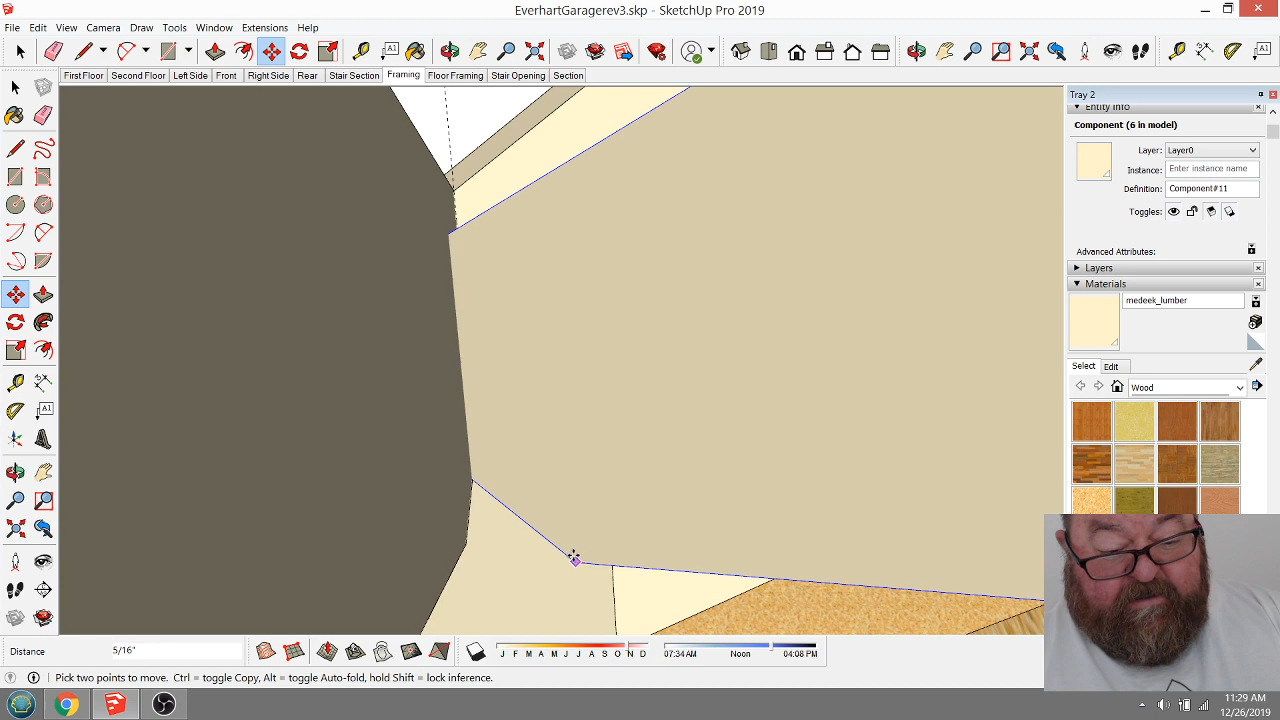 EverhartGaragerev3.skp - SketchUp Pro 2019
File Edit View Camera Draw Tools Window Extensions Help
First Floor Second Floor Left Side Front Right Side Rear Stair Section Framing Floor Framing Stair Opening Section
Tray 2
Entity Info
Component (6 in model)
Layer: Layer0
Instance: Enter instance name
Definition: Component#11
Toggles:
Advanced Attributes:
Layers
Materials
medeek_lumber
Select Edit
Wood
A1
A1
Distance 5/16"
J F M A M J J A S O N D
07:34 AM Noon 04:08 PM
Pick two points to move. Ctrl = toggle Copy, Alt = toggle Auto-fold, hold Shift = lock inference.
11:29 AM
12/26/2019